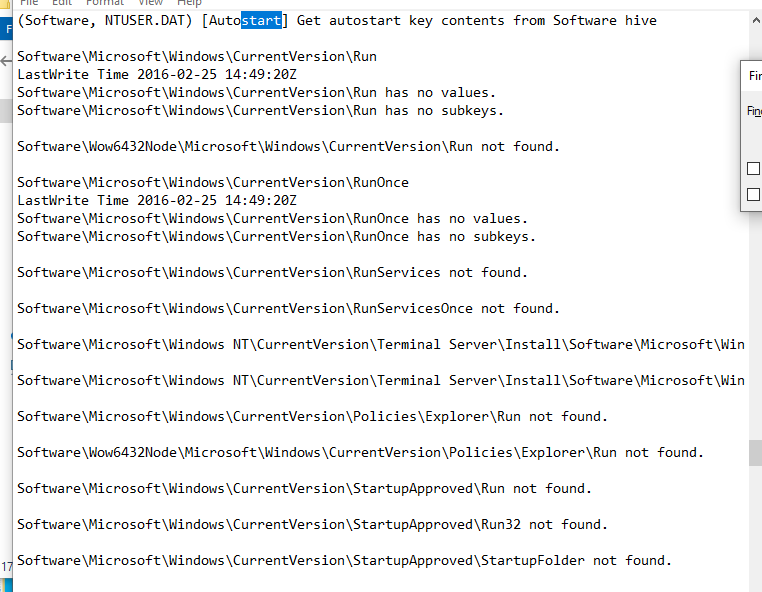 File Edit Format View Help
(Software, NTUSER.DAT) [Autostart] Get autostart key contents from Software hive
Software\Microsoft\Windows\CurrentVersion\Run
LastWrite Time 2016-02-25 14:49:20Z
Software\Microsoft\Windows\CurrentVersion\Run has no values.
Software\Microsoft\Windows\CurrentVersion\Run has no subkeys.
Software\Wow6432Node\Microsoft\Windows\CurrentVersion\Run not found.
Software\Microsoft\Windows\CurrentVersion\RunOnce
LastWrite Time 2016-02-25 14:49:20Z
Software\Microsoft\Windows\CurrentVersion\RunOnce has no values.
Software\Microsoft\Windows\CurrentVersion\RunOnce has no subkeys.
Software\Microsoft\Windows\CurrentVersion\RunServices not found.
Software\Microsoft\Windows\CurrentVersion\RunServicesOnce not found.
Software\Microsoft\Windows NT\CurrentVersion\Terminal Server\Install\Software\Microsoft\Win
Software\Microsoft\Windows NT\CurrentVersion\Terminal Server\Install\Software\Microsoft\Win
Software\Microsoft\Windows\CurrentVersion\Policies\Explorer\Run not found.
Software\Wow6432Node\Microsoft\Windows\CurrentVersion\Policies\Explorer\Run not found.
Software\Microsoft\Windows\CurrentVersion\StartupApproved\Run not found.
Software\Microsoft\Windows\CurrentVersion\StartupApproved\Run32 not found.
Software\Microsoft\Windows\CurrentVersion\StartupApproved\StartupFolder not found.
17